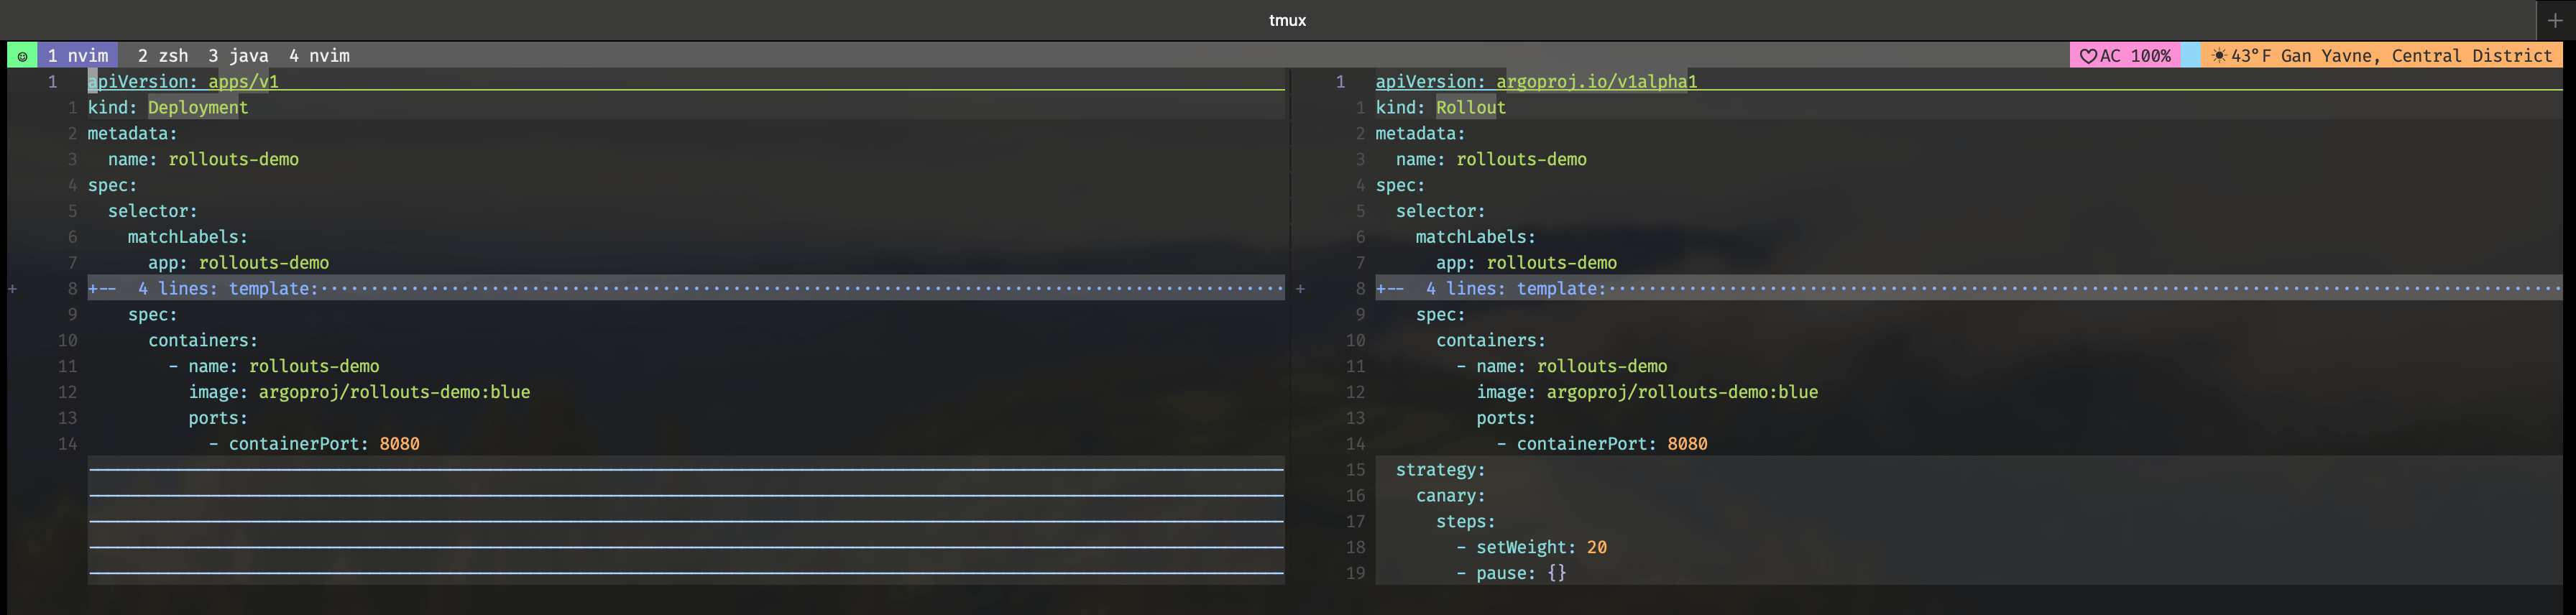 tmux
1 nvim 2 zsh 3 java 4 nvim
AC 100% 43°F Gan Yavne, Central District
1 apiVersion: apps/v1
1 kind: Deployment
2 metadata:
3 name: rollouts-demo
4 spec:
5 selector:
6 matchLabels:
7 app: rollouts-demo
+ 8 +-- 4 lines: template:
9 spec:
10 containers:
11 - name: rollouts-demo
12 image: argoproj/rollouts-demo:blue
13 ports:
14 - containerPort: 8080
1 apiVersion: argoproj.io/v1alpha1
1 kind: Rollout
2 metadata:
3 name: rollouts-demo
4 spec:
5 selector:
6 matchLabels:
7 app: rollouts-demo
+ 8 +-- 4 lines: template:
9 spec:
10 containers:
11 - name: rollouts-demo
12 image: argoproj/rollouts-demo:blue
13 ports:
14 - containerPort: 8080
15 strategy:
16 canary:
17 steps:
18 - setWeight: 20
19 - pause: {}